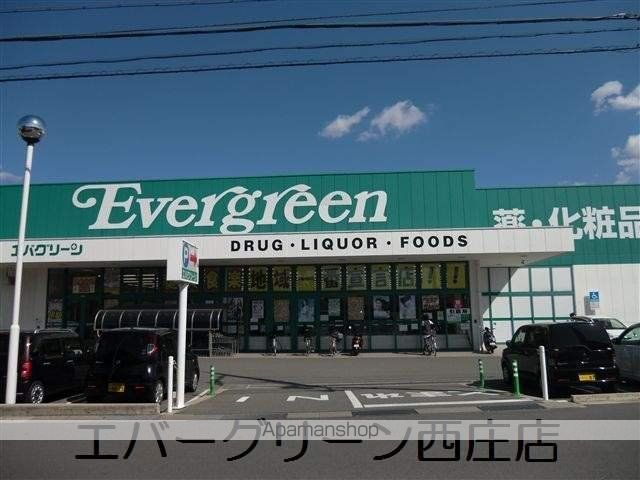 Evergreen
薬・化粧品
エバグリーン
DRUG・LIQUOR・FOODS
P
IN
Apamanshop
エバーグリーン西庄店